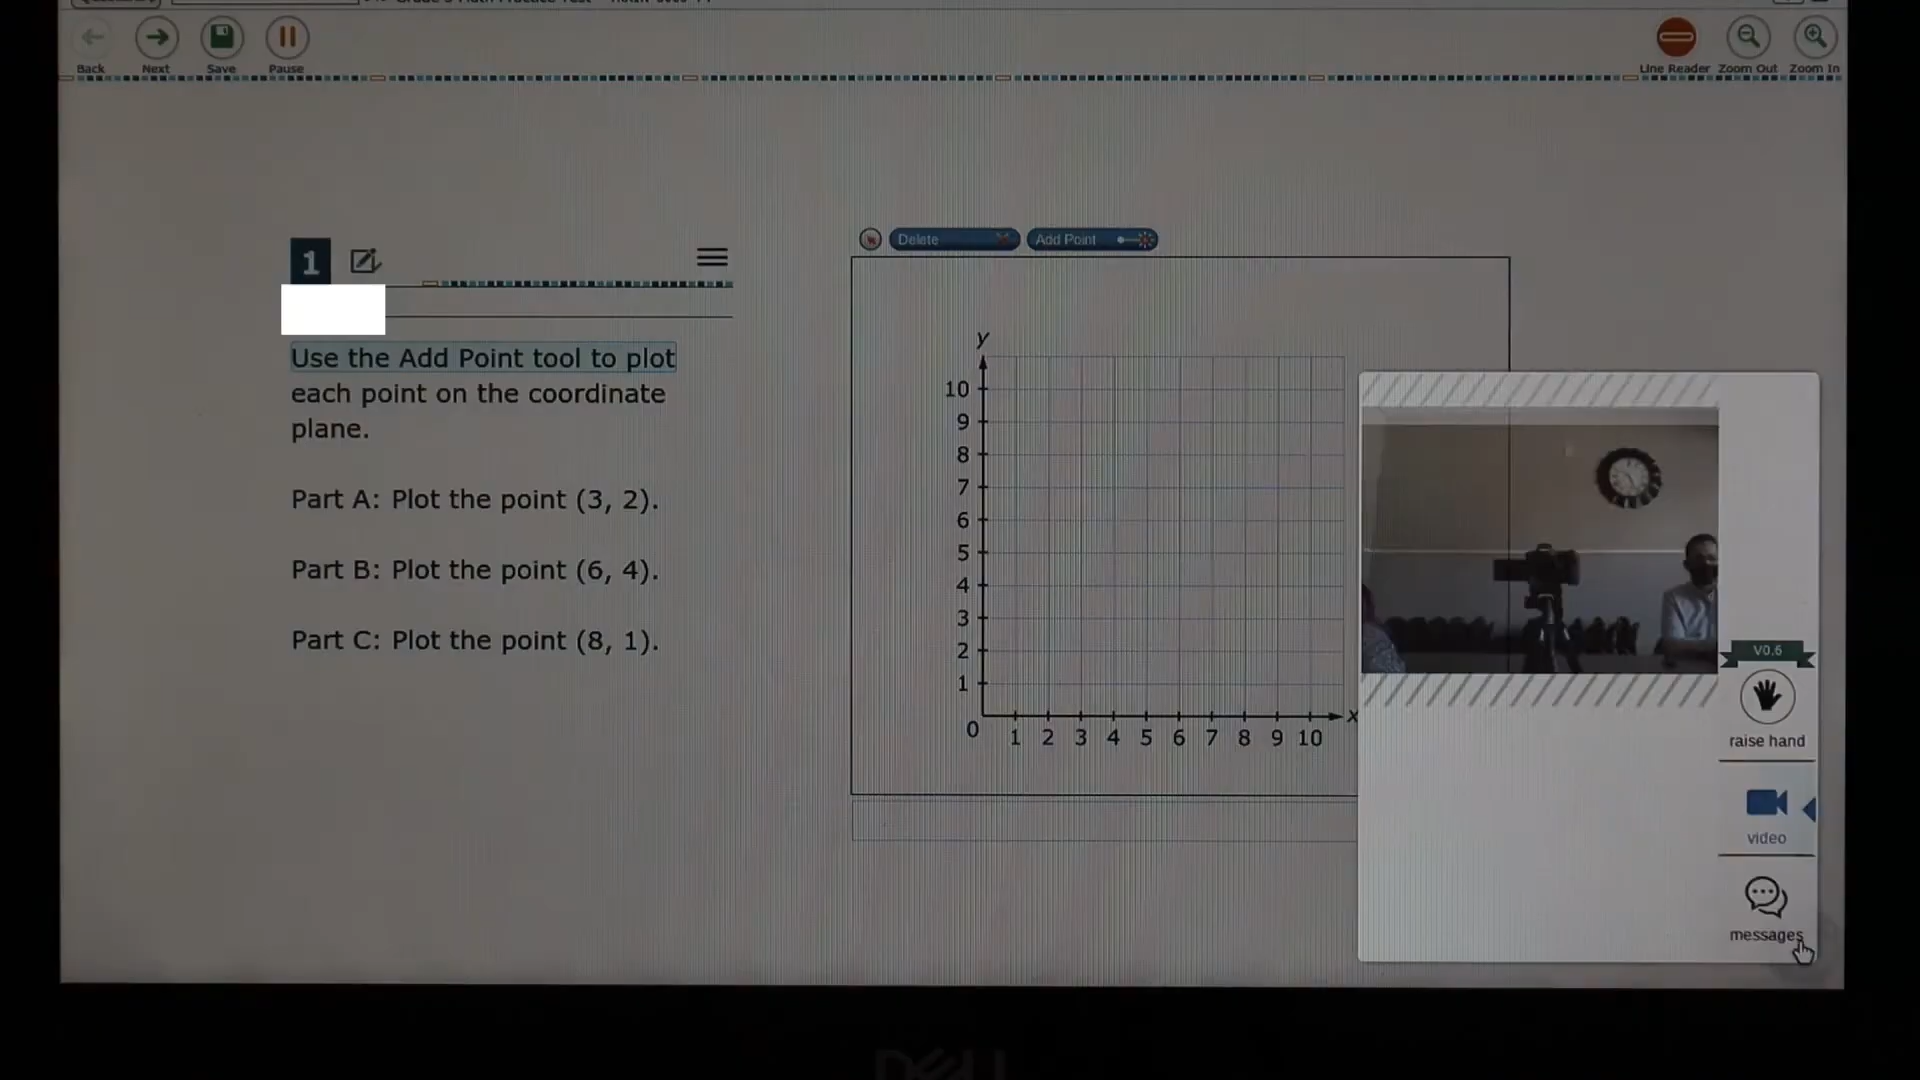 Back
Next
Save
Pause
Line Reader
Zoom Out
Zoom In
1
Delete
Add Point
Use the Add Point tool to plot
each point on the coordinate
plane.
Part A: Plot the point (3, 2).
Part B: Plot the point (6, 4).
Part C: Plot the point (8, 1).
y
10
9
8
7
6
5
4
3
2
1
0
1 2 3 4 5 6 7 8 9 10
x
V0.6
raise hand
video
messages
DELL